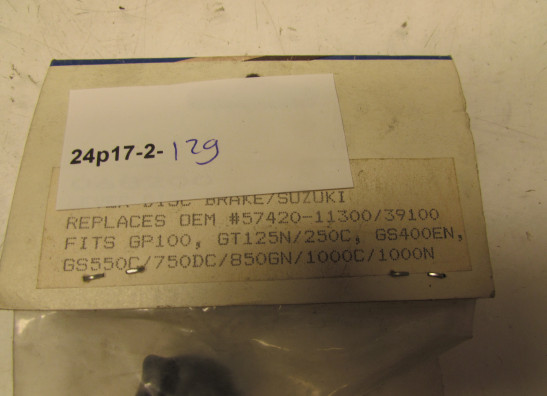 24p17-2-129
DISC BRAKE/SUZUKI
REPLACES OEM #57420-11300/39100
FITS GP100, GT125N/250C, GS400EN,
GS550C/750DC/850GN/1000C/1000N